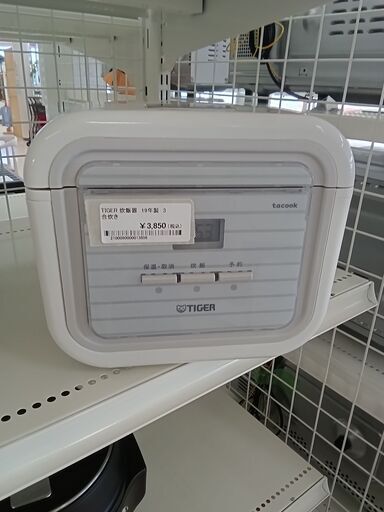 TIGER 炊飯器 19年製 3
合炊き
¥3,850(税込)
tacook
保温・取消 炊飯 予約
TIGER